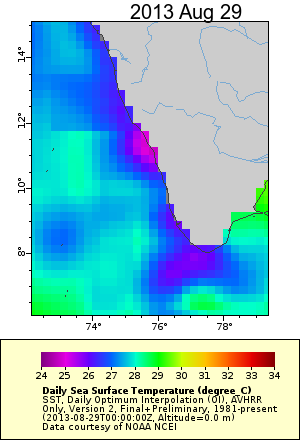 2013 Aug 29
14°
12°
10°
8°
74°
76°
78°
24 25 26 27 28 29 30 31 32 33 34
Daily Sea Surface Temperature (degree_C)
SST, Daily Optimum Interpolation (OI), AVHRR
Only, Version 2, Final+Preliminary, 1981-present
(2013-08-29T00:00:00Z, Altitude=0.0 m)
Data courtesy of NOAA NCEI